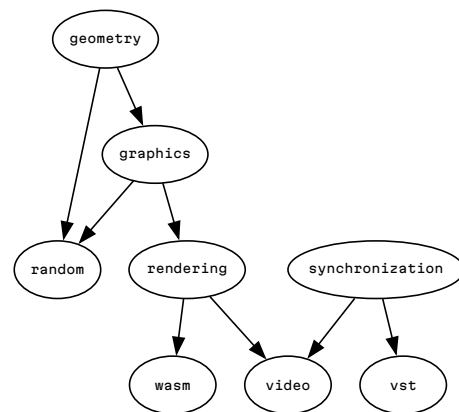 geometry
graphics
random
rendering
synchronization
wasm
video
vst